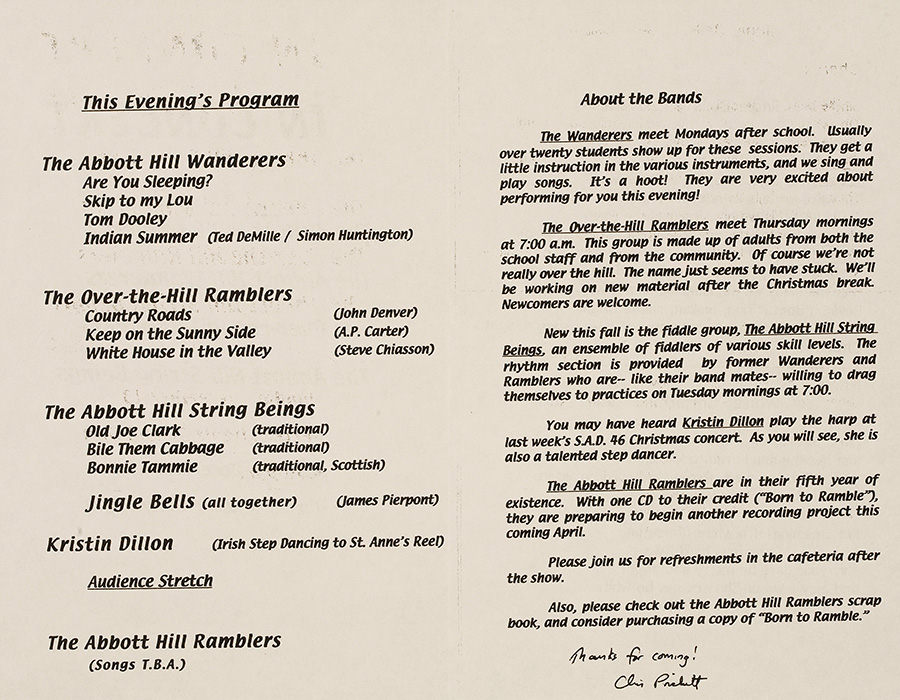 This Evening's Program
The Abbott Hill Wanderers
Are You Sleeping?
Skip to my Lou
Tom Dooley
Indian Summer (Ted DeMille / Simon Huntington)
The Over-the-Hill Ramblers
Country Roads (John Denver)
Keep on the Sunny Side (A.P. Carter)
White House in the Valley (Steve Chiasson)
The Abbott Hill String Beings
Old Joe Clark (traditional)
Bile Them Cabbage (traditional)
Bonnie Tammie (traditional, Scottish)
Jingle Bells (all together) (James Pierpont)
Kristin Dillon (Irish Step Dancing to St. Anne's Reel)
Audience Stretch
The Abbott Hill Ramblers
(Songs T.B.A.)
About the Bands
The Wanderers meet Mondays after school. Usually
over twenty students show up for these sessions. They get a
little instruction in the various instruments, and we sing and
play songs. It's a hoot! They are very excited about
performing for you this evening!
The Over-the-Hill Ramblers meet Thursday mornings
at 7:00 a.m. This group is made up of adults from both the
school staff and from the community. Of course we're not
really over the hill. The name just seems to have stuck. We'll
be working on new material after the Christmas break.
Newcomers are welcome.
New this fall is the fiddle group, The Abbott Hill String
Beings, an ensemble of fiddlers of various skill levels. The
rhythm section is provided by former Wanderers and
Ramblers who are-- like their band mates-- willing to drag
themselves to practices on Tuesday mornings at 7:00.
You may have heard Kristin Dillon play the harp at
last week's S.A.D. 46 Christmas concert. As you will see, she is
also a talented step dancer.
The Abbott Hill Ramblers are in their fifth year of
existence. With one CD to their credit ("Born to Ramble"),
they are preparing to begin another recording project this
coming April.
Please join us for refreshments in the cafeteria after
the show.
Also, please check out the Abbott Hill Ramblers scrap
book, and consider purchasing a copy of "Born to Ramble."
Thanks for coming!
Chris Prickett